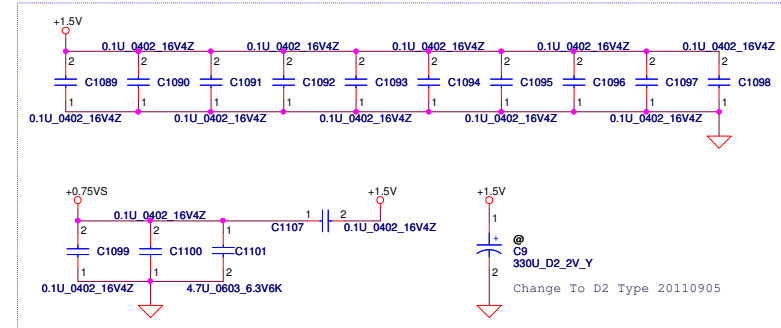 +1.5V
0.1U_0402_16V4Z 0.1U_0402_16V4Z 0.1U_0402_16V4Z 0.1U_0402_16V4Z 0.1U_0402_16V4Z
2 2 2 2 2 2 2 2 2 2
C1089 C1090 C1091 C1092 C1093 C1094 C1095 C1096 C1097 C1098
1 1 1 1 1 1 1 1 1 1
0.1U_0402_16V4Z 0.1U_0402_16V4Z 0.1U_0402_16V4Z 0.1U_0402_16V4Z 0.1U_0402_16V4Z
+0.75VS +1.5V +1.5V
0.1U_0402_16V4Z 1 2 1
C1107 0.1U_0402_16V4Z
2 2 1
+ @
C1099 C1100 C1101 C9
330U_D2_2V_Y
1 1 2 2
0.1U_0402_16V4Z 4.7U_0603_6.3V6K Change To D2 Type 20110905